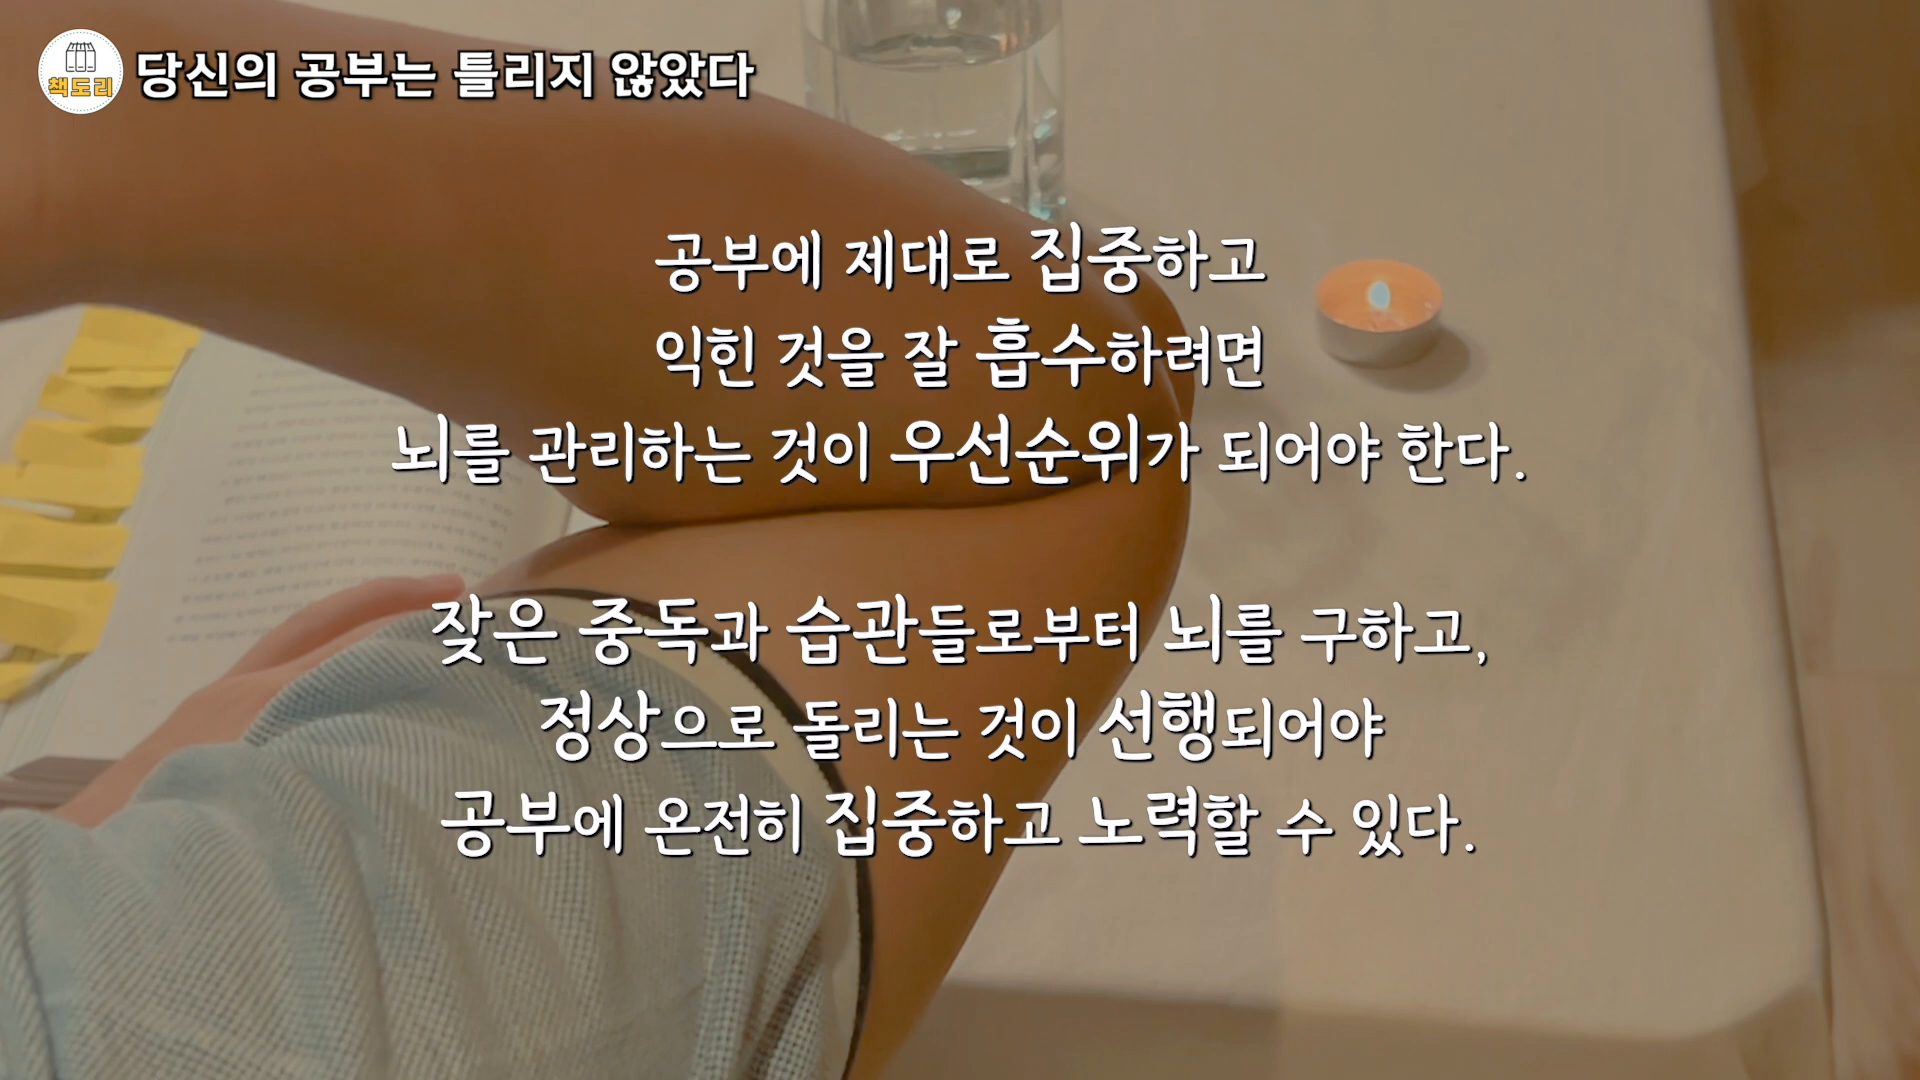 책도리
당신의 공부는 틀리지 않았다
공부에 제대로 집중하고
익힌 것을 잘 흡수하려면
뇌를 관리하는 것이 우선순위가 되어야 한다.
잦은 중독과 습관들로부터 뇌를 구하고,
정상으로 돌리는 것이 선행되어야
공부에 온전히 집중하고 노력할 수 있다.